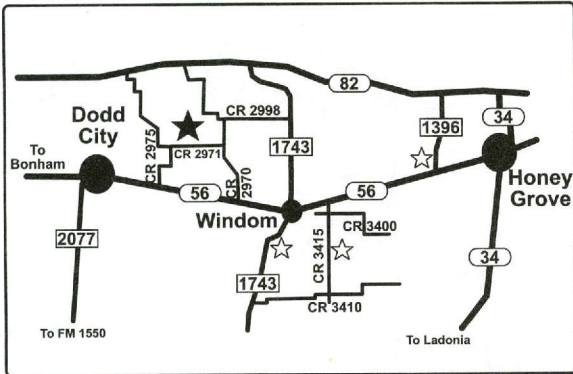 82
Dodd
City
CR 2998
34
1396
CR 2975
1743
To
Bonham
CR 2971
CR 2970
56
56
Honey
Grove
Windom
2077
CR 3415
CR 3400
34
1743
CR 3410
To FM 1550
To Ladonia